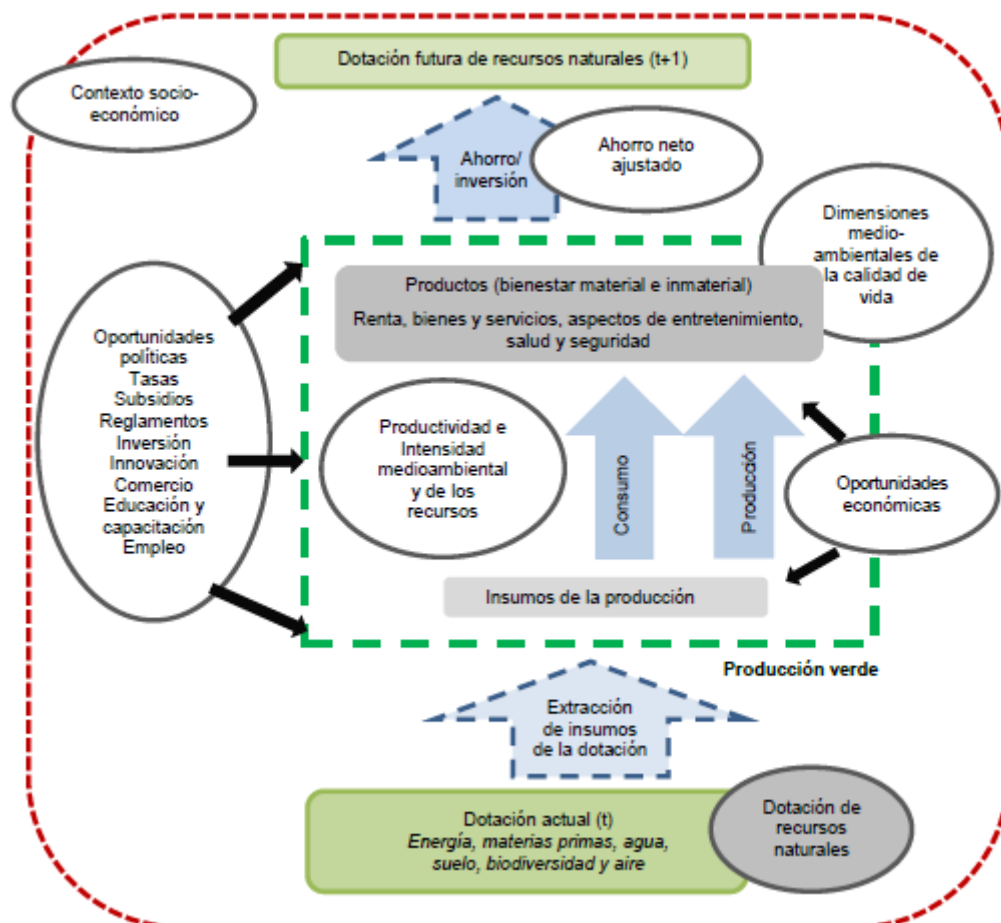 Dotación futura de recursos naturales (t+1)
Contexto socio-
económico
Ahorro/
inversión
Ahorro neto
ajustado
Dimensiones
medio-
ambientales de
la calidad de
vida
Productos (bienestar material e inmaterial)
Renta, bienes y servicios, aspectos de entretenimiento,
salud y seguridad
Oportunidades
políticas
Tasas
Subsidios
Reglamentos
Inversión
Innovación
Comercio
Educación y
capacitación
Empleo
Productividad e
Intensidad
medioambiental
y de los
recursos
Consumo
Producción
Oportunidades
económicas
Insumos de la producción
Producción verde
Extracción
de insumos
de la dotación
Dotación actual (t)
Energía, materias primas, agua,
suelo, biodiversidad y aire
Dotación de
recursos
naturales